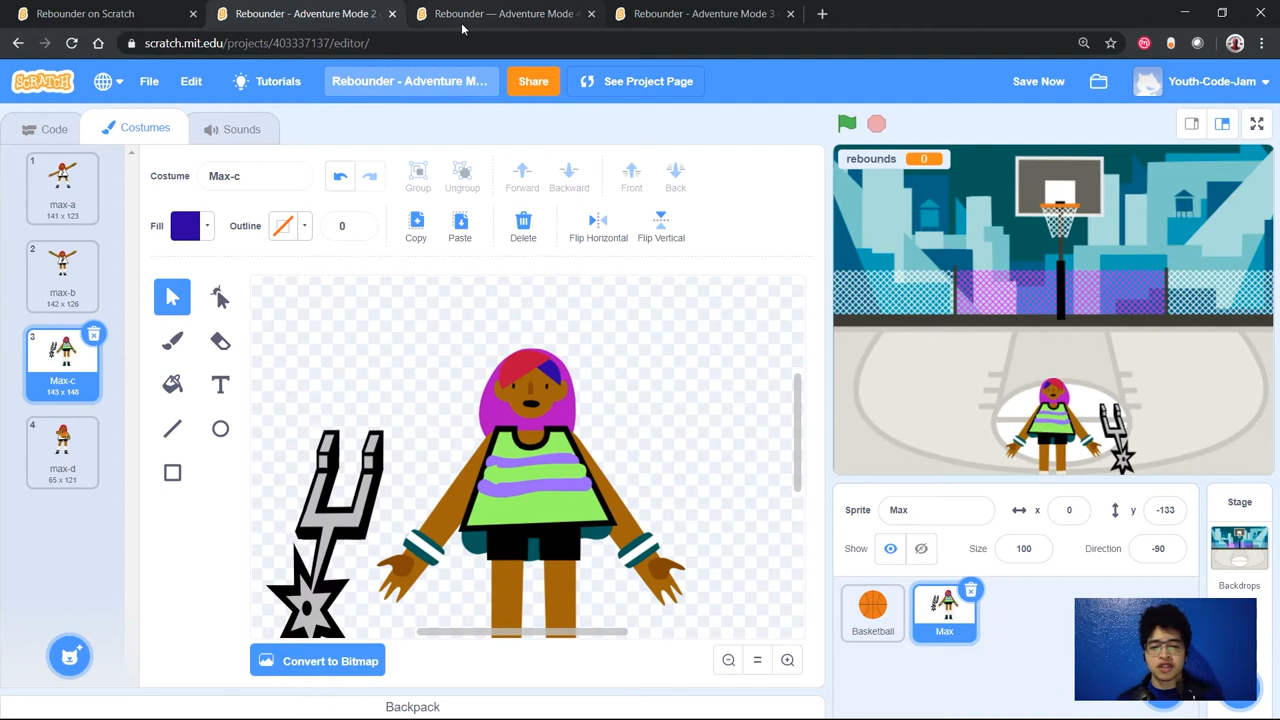 Rebounder on Scratch
Rebounder - Adventure Mode 2
Rebounder — Adventure Mode
Rebounder - Adventure Mode 3
scratch.mit.edu/projects/403337137/editor/
SCRATCH
File
Edit
Tutorials
Rebounder - Adventure M...
Share
See Project Page
Save Now
Youth-Code-Jam
Code
Costumes
Sounds
1
max-a
141 x 123
2
max-b
142 x 126
3
Max-c
143 x 148
4
max-d
65 x 121
Costume
Max-c
Group
Ungroup
Forward
Backward
Front
Back
Fill
Outline
0
Copy
Paste
Delete
Flip Horizontal
Flip Vertical
T
Convert to Bitmap
Backpack
rebounds 0
Sprite
Max
x
0
y
-133
Show
Size
100
Direction
-90
Basketball
Max
Stage
Backdrops